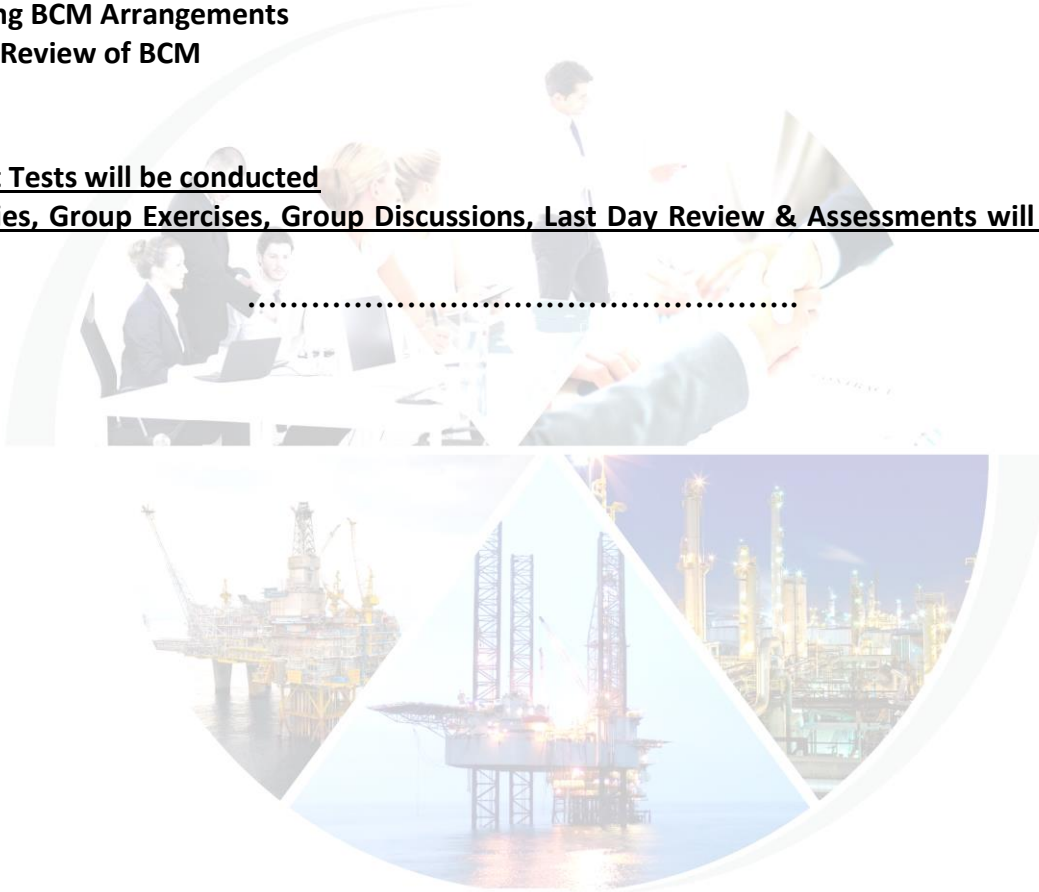 ng BCM Arrangements
Review of BCM
t Tests will be conducted
ies, Group Exercises, Group Discussions, Last Day Review & Assessments will
……………………………………………….
CONTRACT